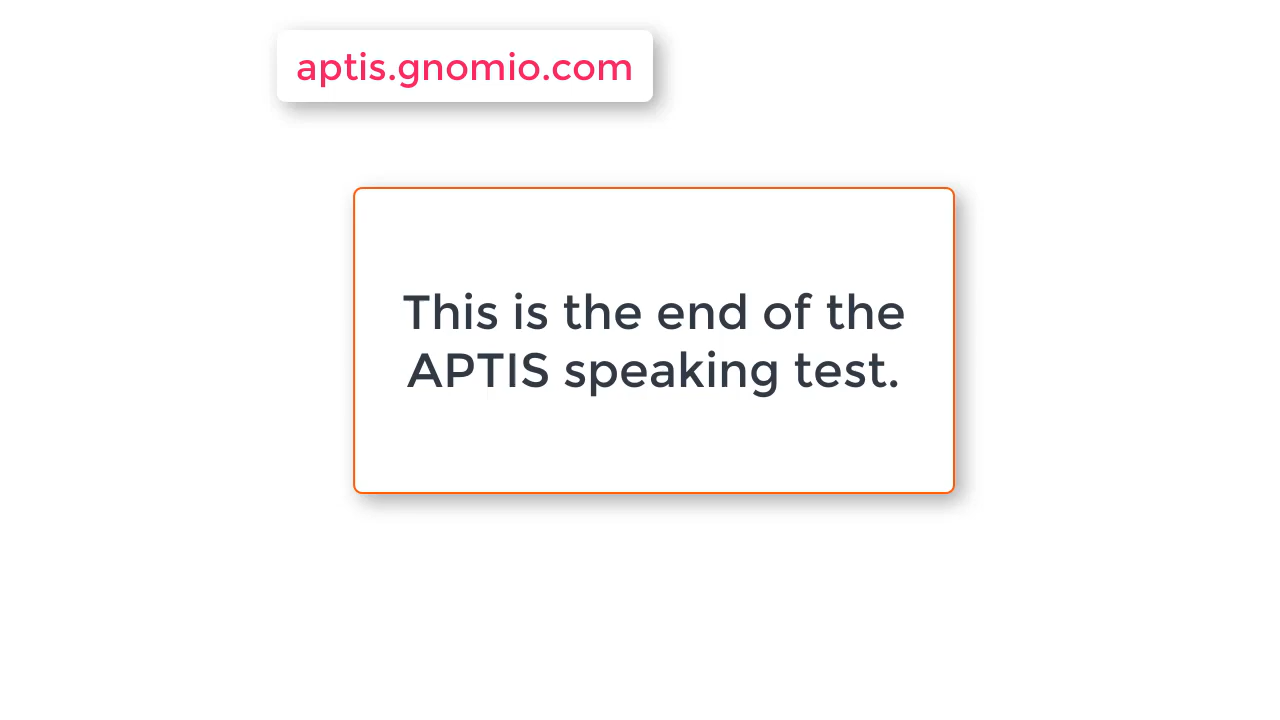 aptis.gnomio.com
This is the end of the
APTIS speaking test.